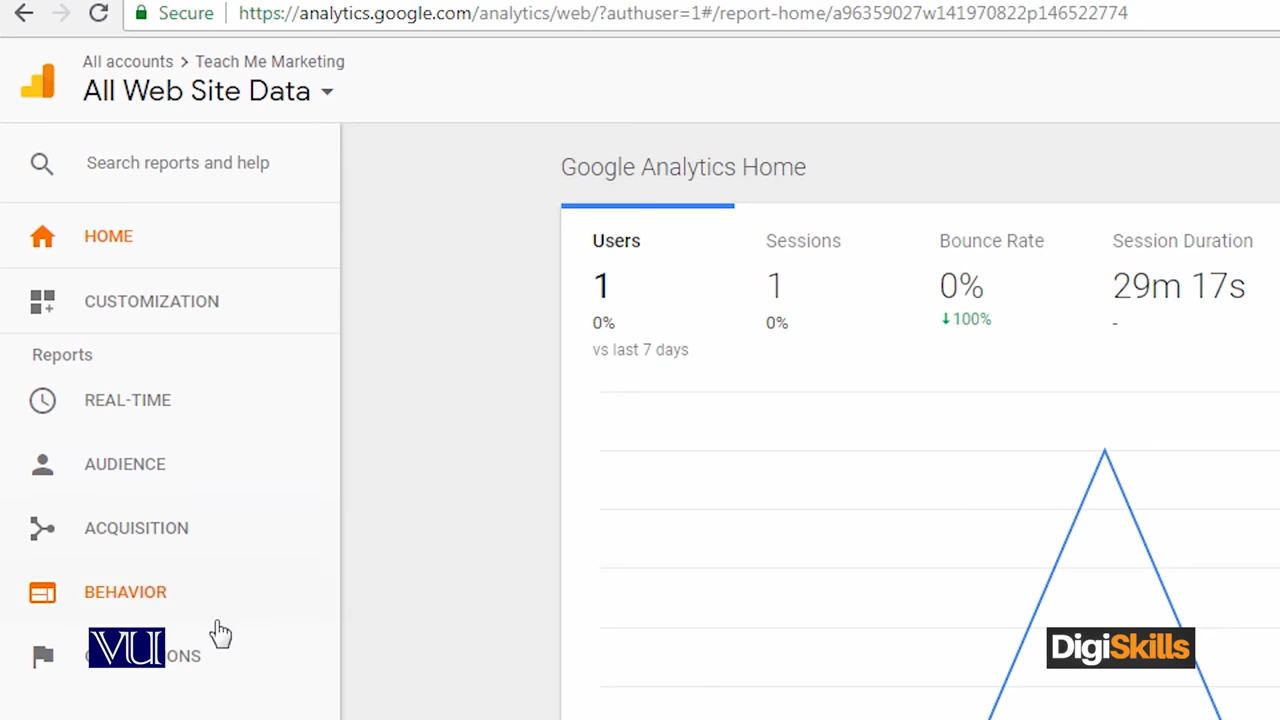 Secure
https://analytics.google.com/analytics/web/?authuser=1#/report-home/a96359027w141970822p146522774
All accounts > Teach Me Marketing
All Web Site Data
Search reports and help
HOME
CUSTOMIZATION
Reports
REAL-TIME
AUDIENCE
ACQUISITION
BEHAVIOR
VU
IONS
Google Analytics Home
Users
1
0%
vs last 7 days
Sessions
1
0%
Bounce Rate
0%
↓100%
Session Duration
29m 17s
-
DigiSkills